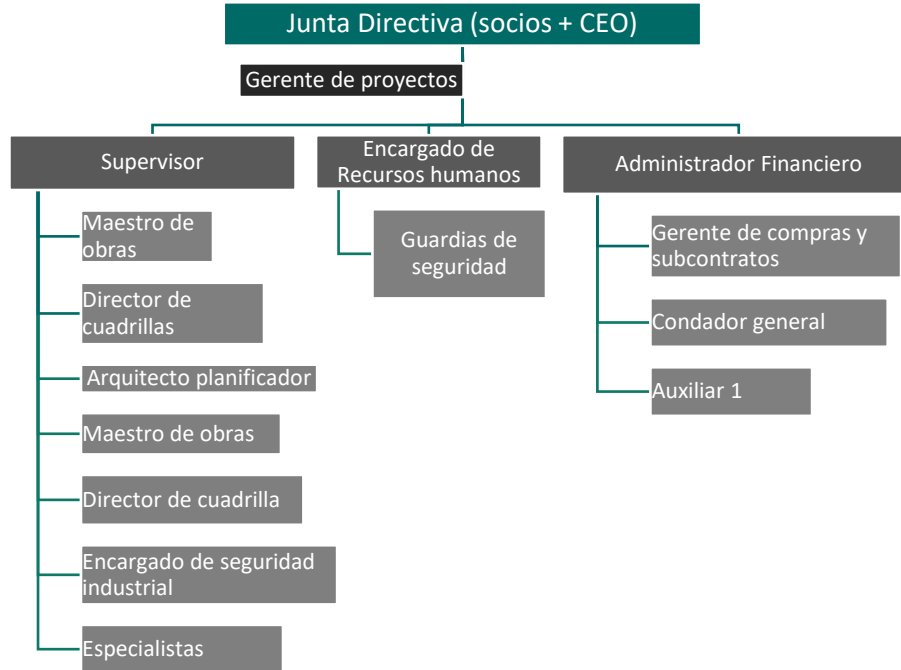 Junta Directiva (socios + CEO)
Gerente de proyectos
Supervisor
Maestro de
obras
Director de
cuadrillas
Arquitecto planificador
Maestro de obras
Director de cuadrilla
Encargado de seguridad
industrial
Especialistas
Encargado de
Recursos humanos
Guardias de
seguridad
Administrador Financiero
Gerente de compras y
subcontratos
Condador general
Auxiliar 1